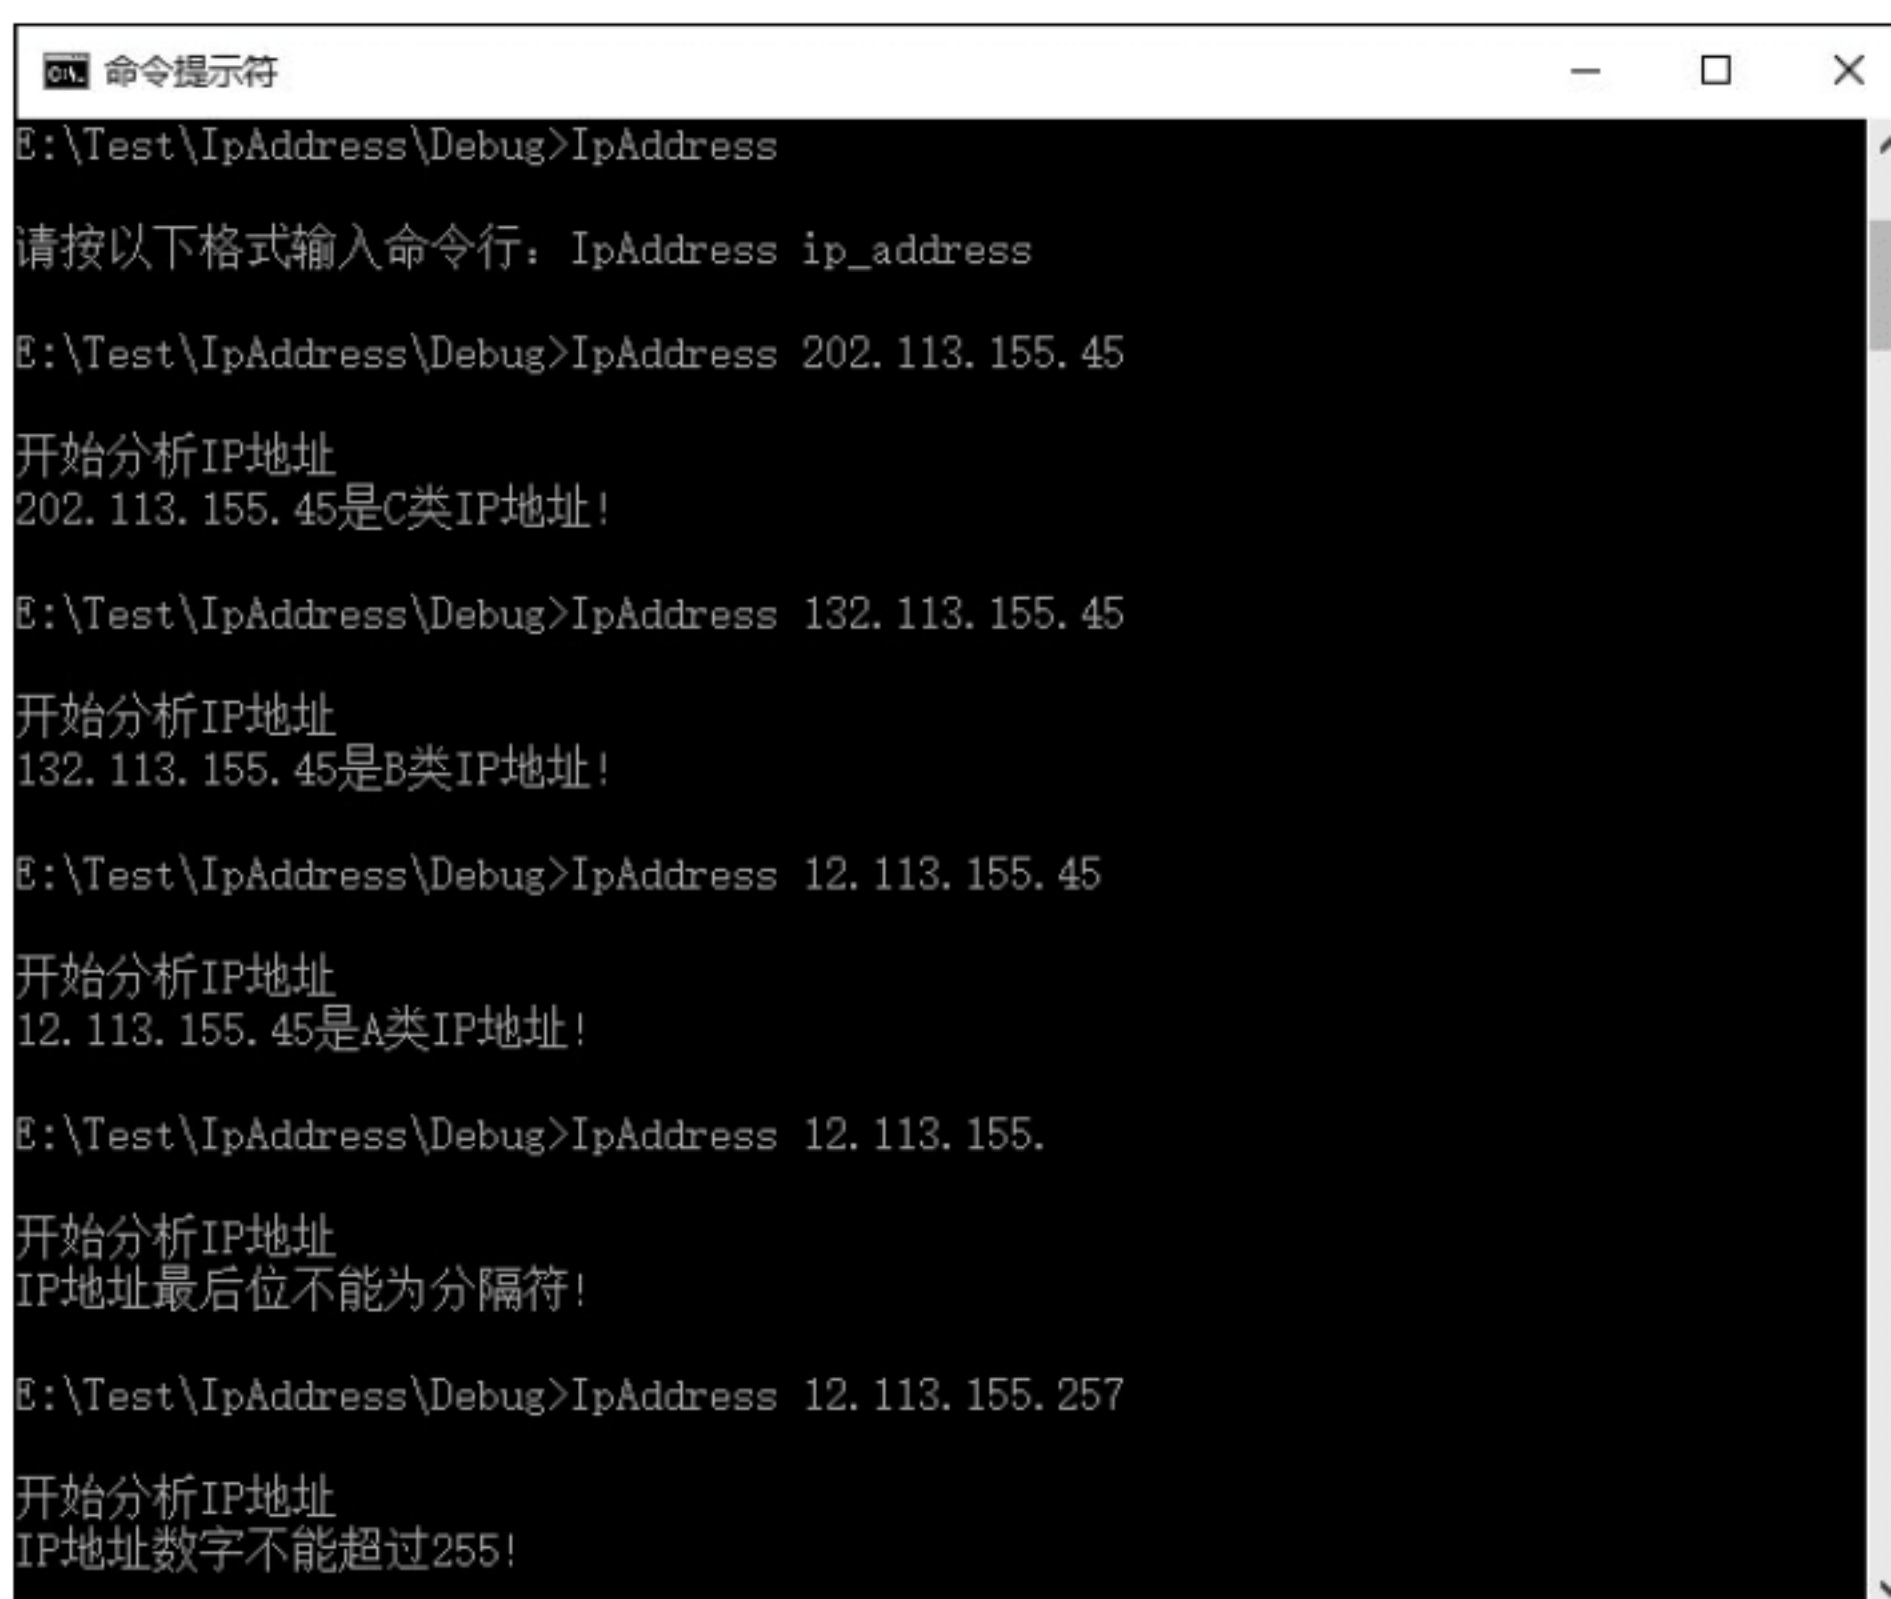 命令提示符
E:\Test\IpAddress\Debug>IpAddress
请按以下格式输入命令行：IpAddress ip_address
E:\Test\IpAddress\Debug>IpAddress 202.113.155.45
开始分析IP地址
202.113.155.45是C类IP地址!
E:\Test\IpAddress\Debug>IpAddress 132.113.155.45
开始分析IP地址
132.113.155.45是B类IP地址!
E:\Test\IpAddress\Debug>IpAddress 12.113.155.45
开始分析IP地址
12.113.155.45是A类IP地址!
E:\Test\IpAddress\Debug>IpAddress 12.113.155.
开始分析IP地址
IP地址最后位不能为分隔符!
E:\Test\IpAddress\Debug>IpAddress 12.113.155.257
开始分析IP地址
IP地址数字不能超过255!